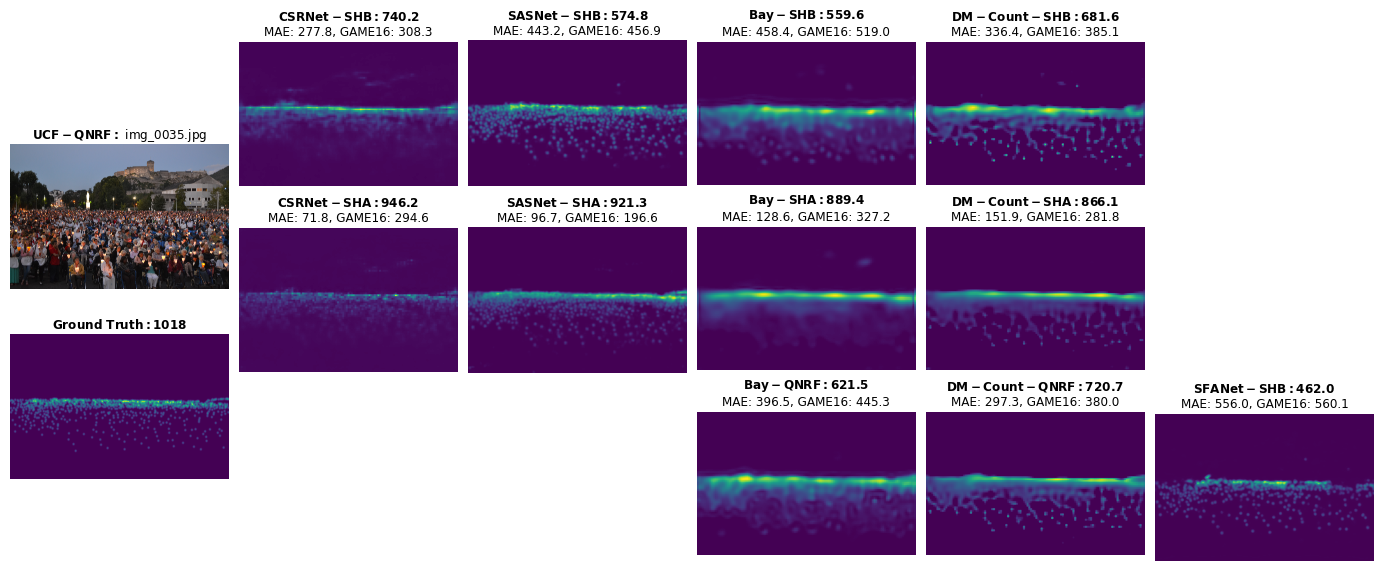 CSRNet − SHB: 740.2
MAE: 277.8, GAME16: 308.3
SASNet − SHB: 574.8
MAE: 443.2, GAME16: 456.9
Bay − SHB: 559.6
MAE: 458.4, GAME16: 519.0
DM − Count − SHB: 681.6
MAE: 336.4, GAME16: 385.1
UCF − QNRF: img_0035.jpg
CSRNet − SHA: 946.2
MAE: 71.8, GAME16: 294.6
SASNet − SHA: 921.3
MAE: 96.7, GAME16: 196.6
Bay − SHA: 889.4
MAE: 128.6, GAME16: 327.2
DM − Count − SHA: 866.1
MAE: 151.9, GAME16: 281.8
Ground Truth: 1018
Bay − QNRF: 621.5
MAE: 396.5, GAME16: 445.3
DM − Count − QNRF: 720.7
MAE: 297.3, GAME16: 380.0
SFANet − SHB: 462.0
MAE: 556.0, GAME16: 560.1